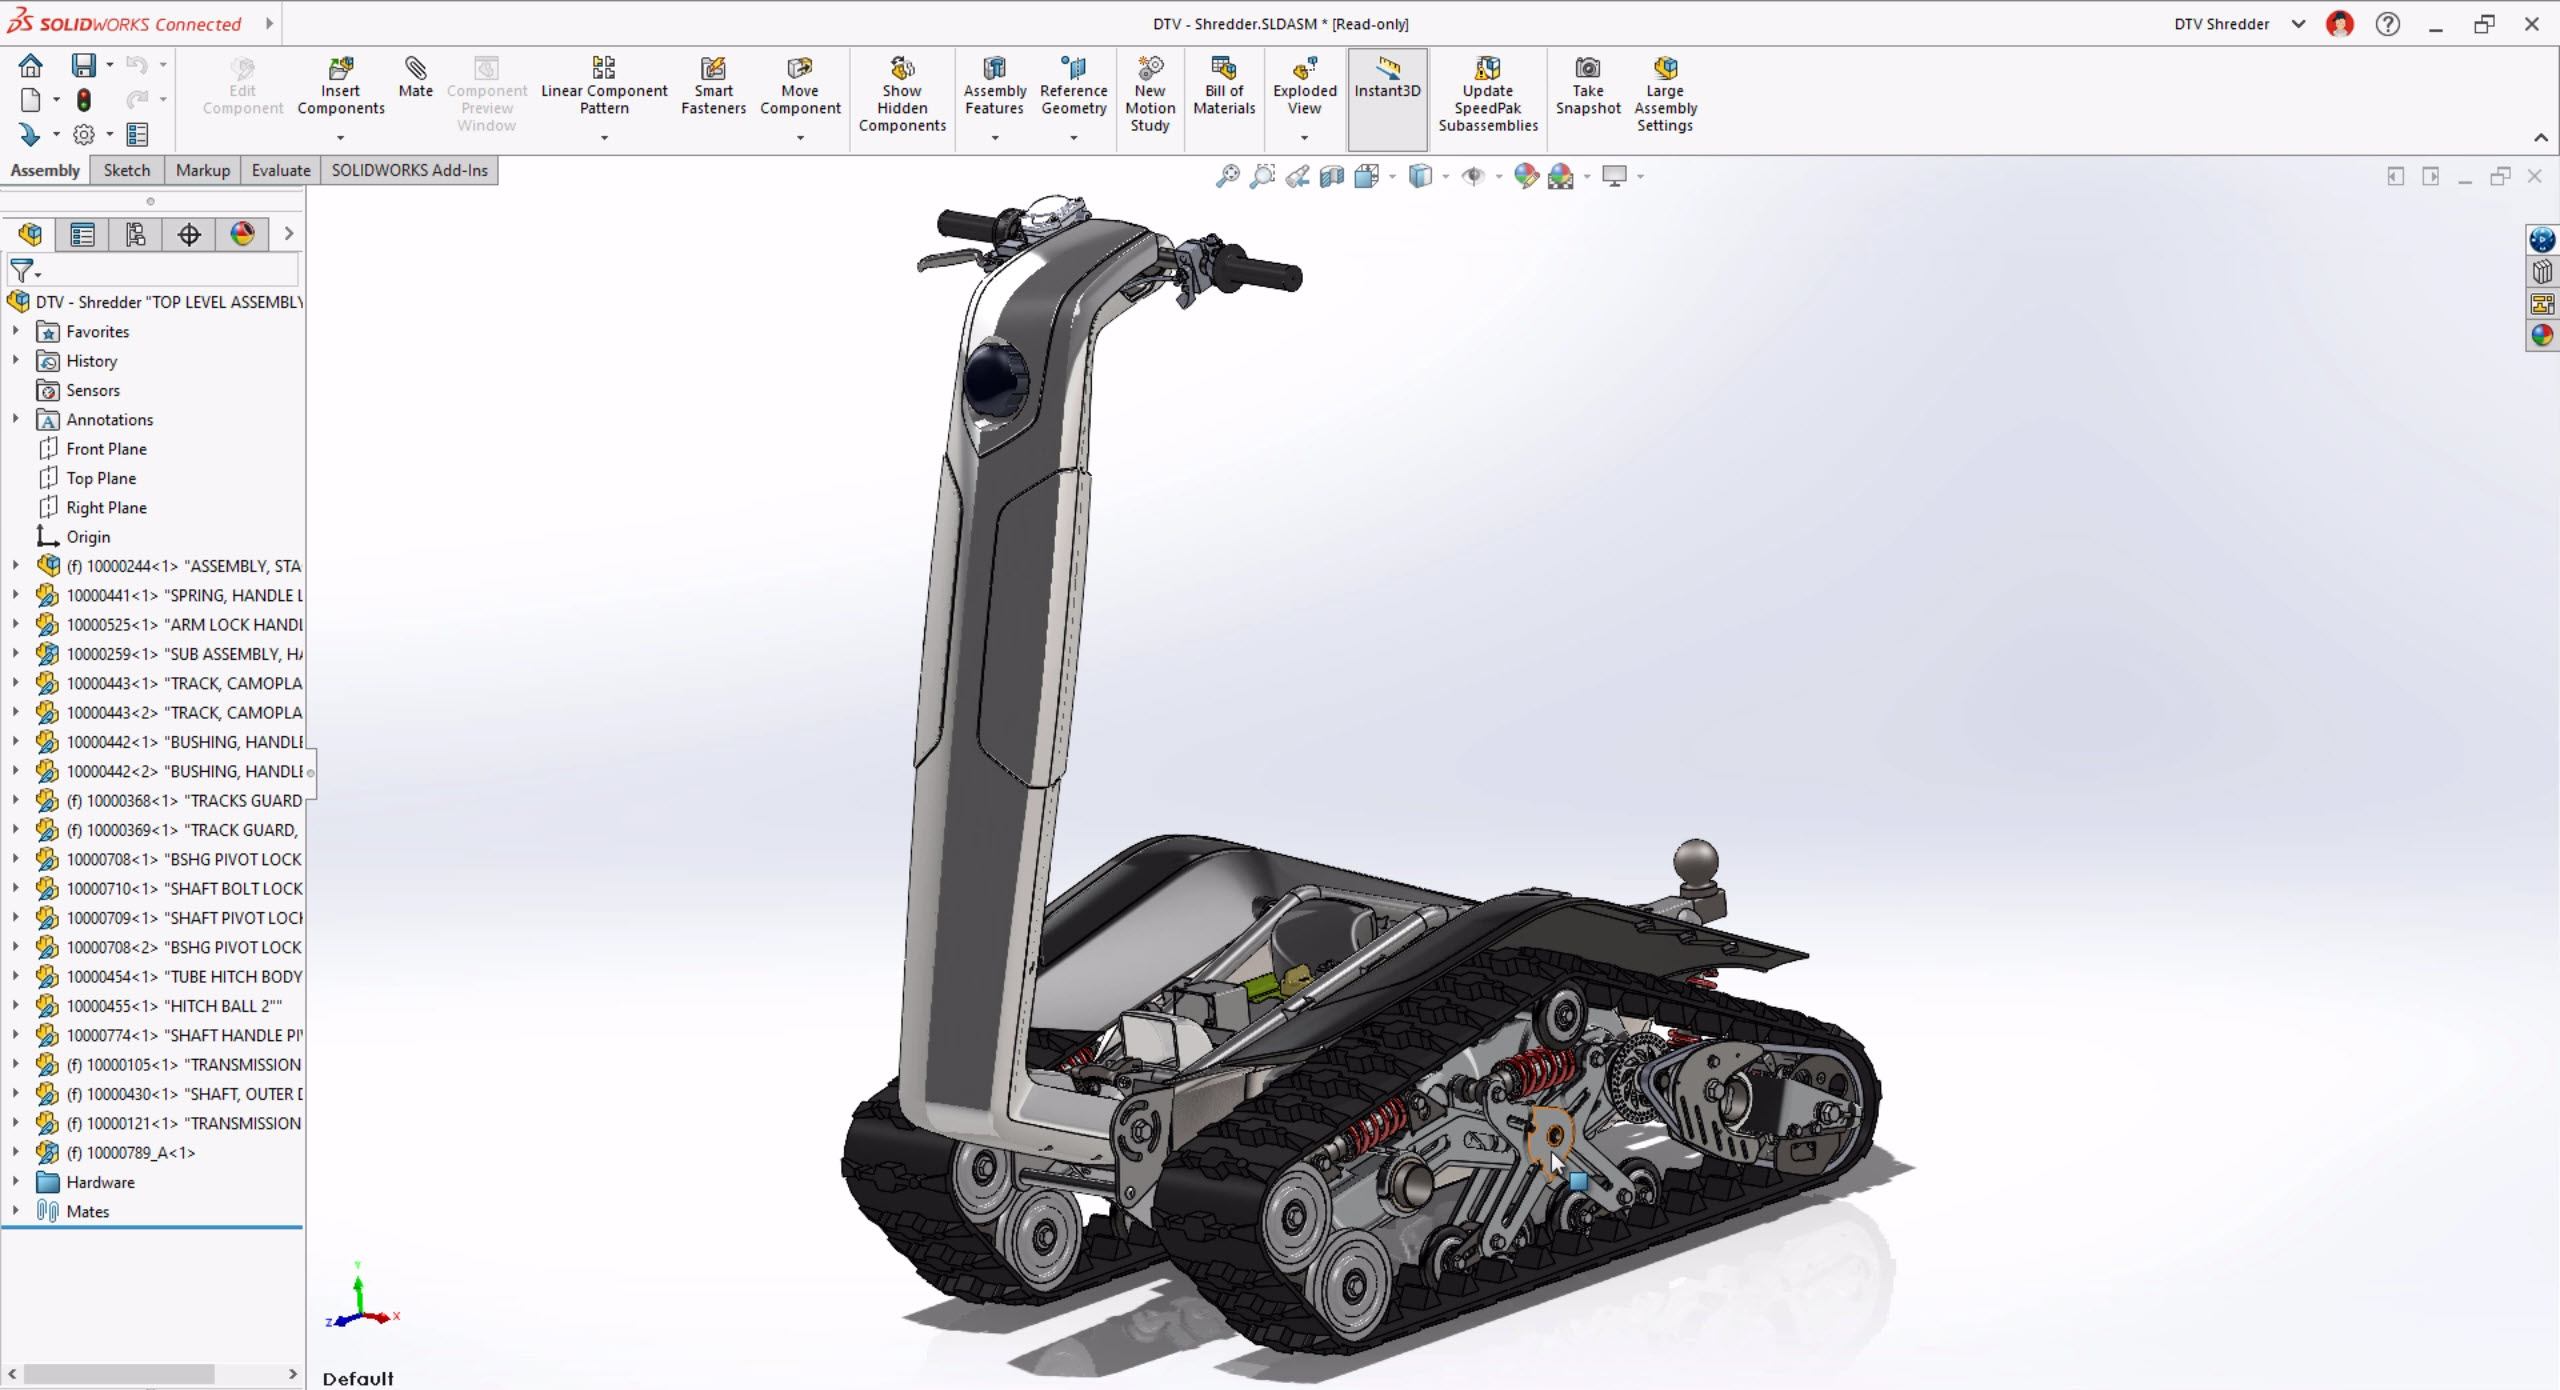 SOLIDWORKS Connected
DTV - Shredder.SLDASM * [Read-only]
DTV Shredder
Edit Component
Insert Components
Mate
Component Preview Window
Linear Component Pattern
Smart Fasteners
Move Component
Show Hidden Components
Assembly Features
Reference Geometry
New Motion Study
Bill of Materials
Exploded View
Instant3D
Update SpeedPak Subassemblies
Take Snapshot
Large Assembly Settings
Assembly
Sketch
Markup
Evaluate
SOLIDWORKS Add-Ins
DTV - Shredder "TOP LEVEL ASSEMBLY
Favorites
History
Sensors
Annotations
Front Plane
Top Plane
Right Plane
Origin
(f) 10000244<1> "ASSEMBLY, STA
10000441<1> "SPRING, HANDLE L
10000525<1> "ARM LOCK HANDL
10000259<1> "SUB ASSEMBLY, HA
10000443<1> "TRACK, CAMOPLA
10000443<2> "TRACK, CAMOPLA
10000442<1> "BUSHING, HANDLE
10000442<2> "BUSHING, HANDLE
(f) 10000368<1> "TRACKS GUARD
(f) 10000369<1> "TRACK GUARD,
10000708<1> "BSHG PIVOT LOCK
10000710<1> "SHAFT BOLT LOCK
10000709<1> "SHAFT PIVOT LOCK
10000708<2> "BSHG PIVOT LOCK
10000454<1> "TUBE HITCH BODY
10000455<1> "HITCH BALL 2""
10000774<1> "SHAFT HANDLE PI
(f) 10000105<1> "TRANSMISSION
(f) 10000430<1> "SHAFT, OUTER D
(f) 10000121<1> "TRANSMISSION
(f) 10000789_A<1>
Hardware
Mates
Y
X
Z
Default